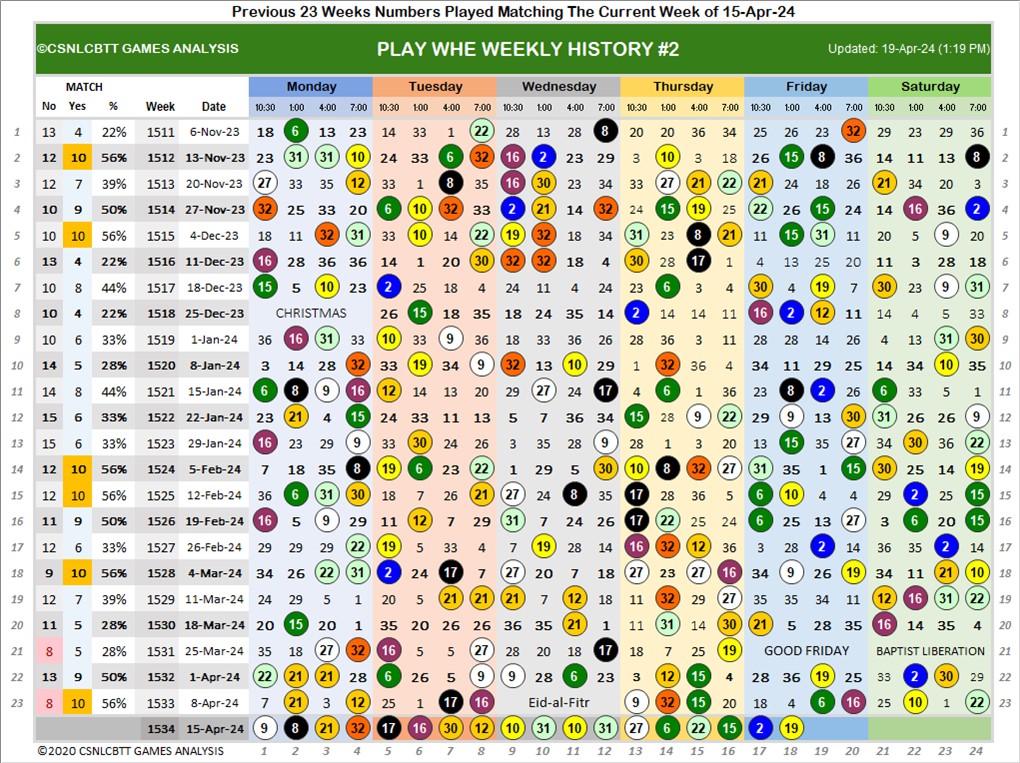 Previous 23 Weeks Numbers Played Matching The Current Week of 15-Apr-24
©CSNLCBTT GAMES ANALYSIS PLAY WHE WEEKLY HISTORY #2 Updated: 19-Apr-24 (1:19 PM)
MATCH Monday Tuesday Wednesday Thursday Friday Saturday
No Yes % Week Date 10:30 1:00 4:00 7:00 10:30 1:00 4:00 7:00 10:30 1:00 4:00 7:00 10:30 1:00 4:00 7:00 10:30 1:00 4:00 7:00 10:30 1:00 4:00 7:00
1 13 4 22% 1511 6-Nov-23 18 6 13 23 14 33 1 22 28 13 28 8 20 20 36 34 25 26 23 32 29 23 29 36 1
2 12 10 56% 1512 13-Nov-23 23 31 31 10 24 33 6 32 16 2 23 29 3 10 3 18 26 15 8 36 14 11 13 8 2
3 12 7 39% 1513 20-Nov-23 27 33 35 12 33 1 8 35 16 30 23 34 33 27 21 22 21 24 18 26 21 34 20 3 3
4 10 9 50% 1514 27-Nov-23 32 25 33 20 6 10 32 33 2 21 14 32 24 15 19 25 22 26 15 24 14 16 36 2 4
5 10 10 56% 1515 4-Dec-23 18 11 32 31 33 10 14 22 19 32 18 34 31 23 8 21 11 15 31 11 20 5 9 20 5
6 13 4 22% 1516 11-Dec-23 16 28 36 36 14 1 20 30 32 32 18 4 30 28 17 1 4 13 25 20 11 3 28 18 6
7 10 8 44% 1517 18-Dec-23 15 5 10 23 2 25 18 4 24 11 4 24 23 6 3 4 30 4 19 7 30 23 9 31 7
8 10 4 22% 1518 25-Dec-23 CHRISTMAS 26 15 18 35 18 24 35 14 2 14 8 14 16 2 12 11 14 4 5 33 8
9 10 6 33% 1519 1-Jan-24 36 16 31 33 10 33 9 36 18 33 36 26 28 36 3 11 28 28 14 26 4 13 31 30 9
10 14 5 28% 1520 8-Jan-24 3 14 28 32 33 19 34 9 32 13 10 29 1 32 4 36 34 11 29 25 14 34 10 35 10
11 14 8 44% 1521 15-Jan-24 6 8 9 16 12 14 13 20 29 27 24 17 4 6 1 36 23 8 2 26 6 33 5 1 11
12 15 6 33% 1522 22-Jan-24 23 21 4 15 24 33 11 13 5 7 36 34 15 28 9 22 29 9 13 30 31 26 26 9 12
13 15 6 33% 1523 29-Jan-24 16 23 29 9 33 30 24 26 3 35 28 9 28 1 3 20 13 15 35 27 34 30 36 22 13
14 12 10 56% 1524 5-Feb-24 7 18 35 8 19 6 23 22 1 29 5 30 10 8 32 27 31 35 1 15 30 25 14 19 14
15 12 10 56% 1525 12-Feb-24 36 6 31 30 18 7 26 21 27 24 8 35 17 28 36 5 6 10 4 4 29 2 25 15 15
16 11 9 50% 1526 19-Feb-24 16 5 9 29 11 12 7 29 31 7 24 26 17 22 25 24 6 25 13 27 3 6 20 15 16
17 12 6 33% 1527 26-Feb-24 29 29 29 22 19 5 33 4 7 19 28 14 16 32 12 36 3 28 2 14 36 35 2 14 17
18 9 10 56% 1528 4-Mar-24 34 26 22 31 2 24 17 7 27 20 7 18 27 23 27 16 34 9 26 19 34 11 21 10 18
19 12 7 39% 1529 11-Mar-24 24 29 5 1 20 5 21 21 19 7 12 18 11 32 29 27 35 35 34 11 12 16 31 22 19
20 11 5 28% 1530 18-Mar-24 20 15 20 1 35 20 26 26 36 35 21 1 11 31 14 30 21 5 28 35 16 14 35 4 20
21 8 5 28% 1531 25-Mar-24 35 18 27 32 16 5 5 27 28 20 18 17 18 7 25 19 GOOD FRIDAY BAPTIST LIBERATION 21
22 13 9 50% 1532 1-Apr-24 22 21 21 28 6 26 5 9 9 28 6 23 3 12 15 4 28 36 19 25 33 2 30 29 22
23 8 10 56% 1533 8-Apr-24 7 21 3 12 25 1 17 16 Eid-al-Fitr 9 32 15 20 18 4 6 16 25 10 1 22 23
1534 15-Apr-24 9 8 21 32 17 16 30 12 10 31 10 31 27 6 22 15 2 19
©2020 CSNLCBTT GAMES ANALYSIS 1 2 3 4 5 6 7 8 9 10 11 12 13 14 15 16 17 18 19 20 21 22 23 24